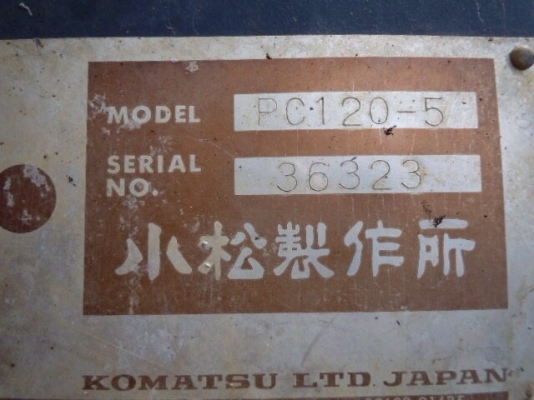 MODEL PC120-5
SERIAL
NO. 36323
小松製作所
KOMATSU LTD. JAPAN